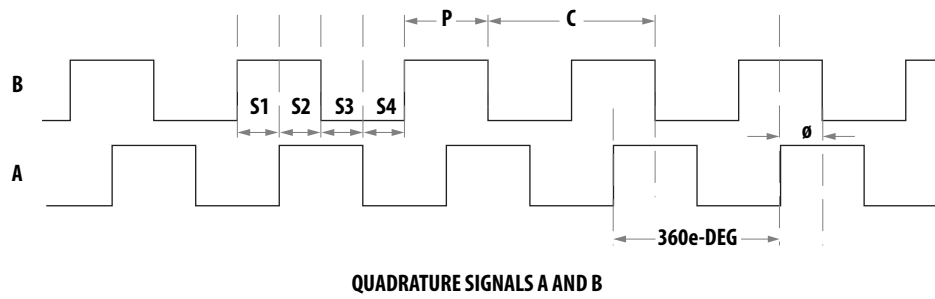 P C
B
S1 S2 S3 S4
ø
A
360e-DEG
QUADRATURE SIGNALS A AND B